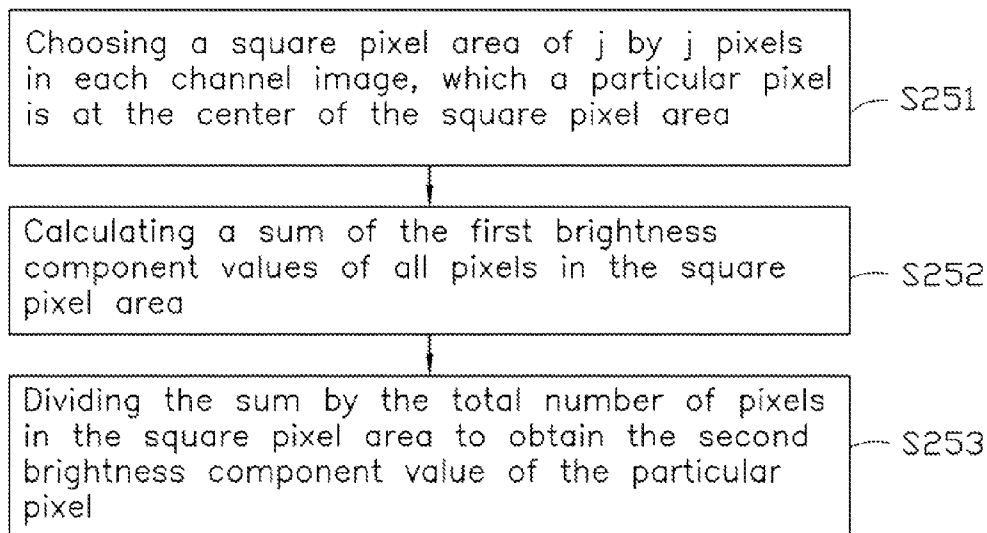 Choosing a square pixel area of j by j pixels
in each channel image, which a particular pixel
is at the center of the square pixel area
S251
Calculating a sum of the first brightness
component values of all pixels in the square
pixel area
S252
Dividing the sum by the total number of pixels
in the square pixel area to obtain the second
brightness component value of the particular
pixel
S253